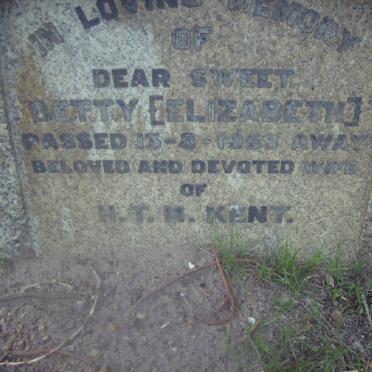 IN LOVING MEMORY
OF
DEAR SWEET
BETTY [ELIZABETH]
PASSED AWAY
BELOVED AND DEVOTED WIFE
OF
H.T. H. KENT.